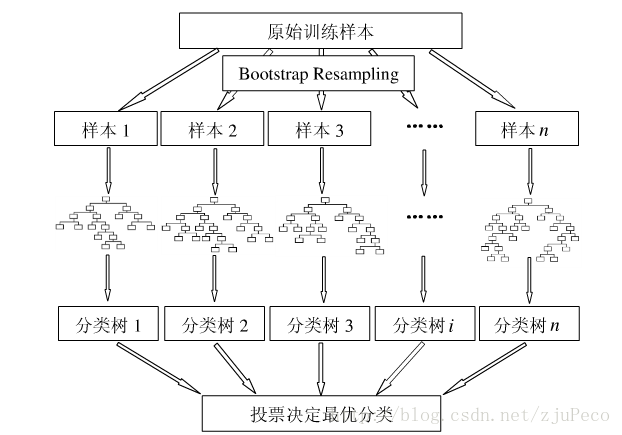 原始训练样本
Bootstrap Resampling
样本 1 样本 2 样本 3 …… 样本 n
……
分类树 1 分类树 2 分类树 3 分类树 i 分类树 n
投票决定最优分类
https://blog.csdn.net/zjuPeco